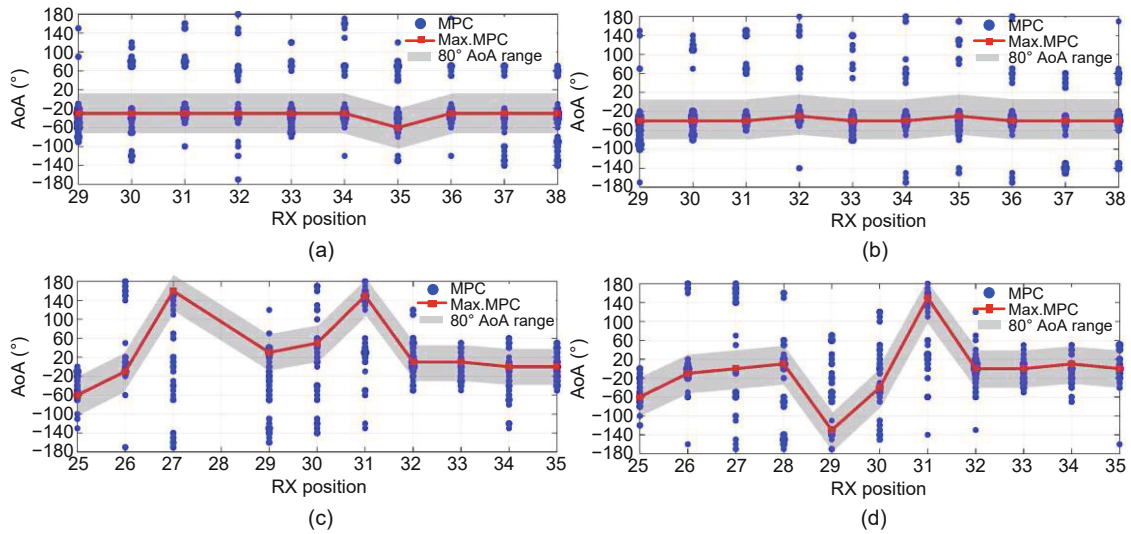 180
140
100
60
20
−20
−60
−100
−140
−180
AoA (°)
MPC
Max.MPC
80° AoA range
29 30 31 32 33 34 35 36 37 38
RX position
(a)
180
140
100
60
20
−20
−60
−100
−140
−180
AoA (°)
MPC
Max.MPC
80° AoA range
29 30 31 32 33 34 35 36 37 38
RX position
(b)
180
140
100
60
20
−20
−60
−100
−140
−180
AoA (°)
MPC
Max.MPC
80° AoA range
25 26 27 29 30 31 32 33 34 35
RX position
(c)
180
140
100
60
20
−20
−60
−100
−140
−180
AoA (°)
MPC
Max.MPC
80° AoA range
25 26 27 28 29 30 31 32 33 34 35
RX position
(d)